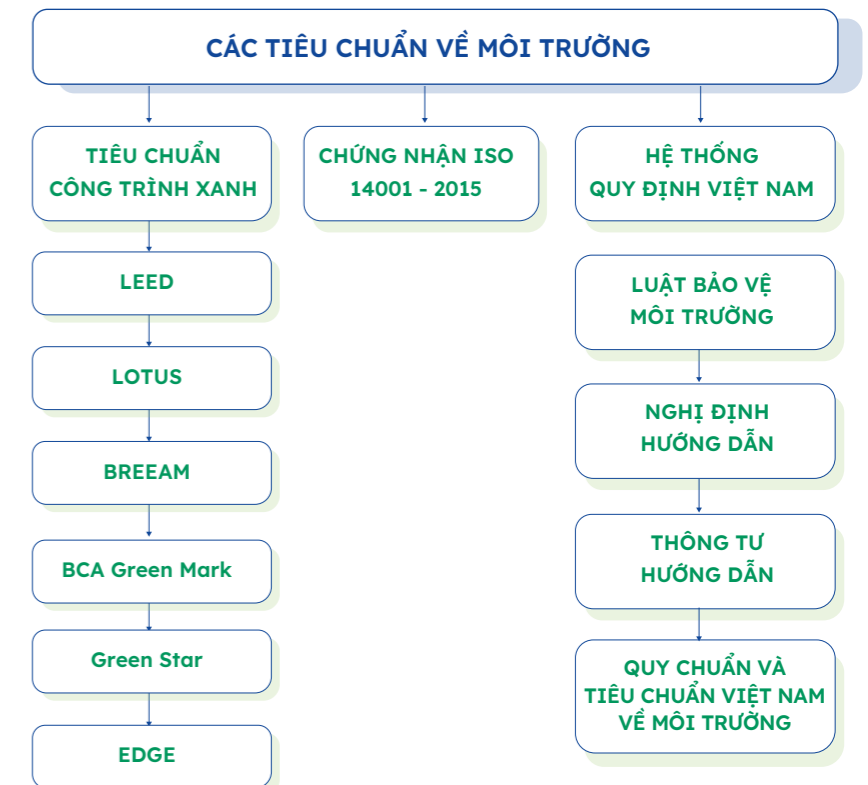 CÁC TIÊU CHUẨN VỀ MÔI TRƯỜNG
TIÊU CHUẨN
CÔNG TRÌNH XANH
LEED
LOTUS
BREEAM
BCA Green Mark
Green Star
EDGE
CHỨNG NHẬN ISO
14001 - 2015
HỆ THỐNG
QUY ĐỊNH VIỆT NAM
LUẬT BẢO VỆ
MÔI TRƯỜNG
NGHỊ ĐỊNH
HƯỚNG DẪN
THÔNG TƯ
HƯỚNG DẪN
QUY CHUẨN VÀ
TIÊU CHUẨN VIỆT NAM
VỀ MÔI TRƯỜNG